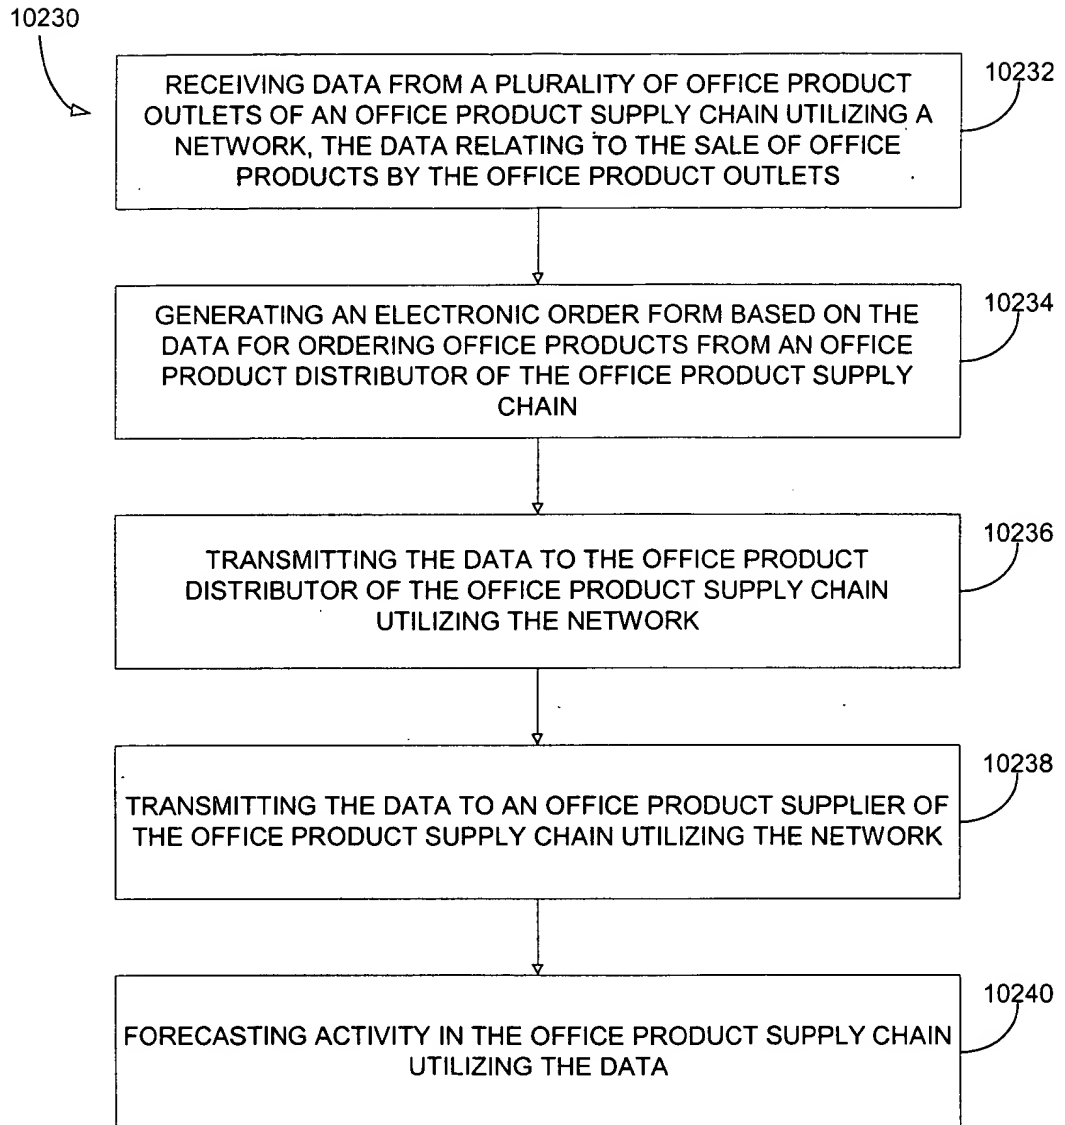 10230
RECEIVING DATA FROM A PLURALITY OF OFFICE PRODUCT
OUTLETS OF AN OFFICE PRODUCT SUPPLY CHAIN UTILIZING A
NETWORK, THE DATA RELATING TO THE SALE OF OFFICE
PRODUCTS BY THE OFFICE PRODUCT OUTLETS
10232
GENERATING AN ELECTRONIC ORDER FORM BASED ON THE
DATA FOR ORDERING OFFICE PRODUCTS FROM AN OFFICE
PRODUCT DISTRIBUTOR OF THE OFFICE PRODUCT SUPPLY
CHAIN
10234
TRANSMITTING THE DATA TO THE OFFICE PRODUCT
DISTRIBUTOR OF THE OFFICE PRODUCT SUPPLY CHAIN
UTILIZING THE NETWORK
10236
TRANSMITTING THE DATA TO AN OFFICE PRODUCT SUPPLIER OF
THE OFFICE PRODUCT SUPPLY CHAIN UTILIZING THE NETWORK
10238
FORECASTING ACTIVITY IN THE OFFICE PRODUCT SUPPLY CHAIN
UTILIZING THE DATA
10240